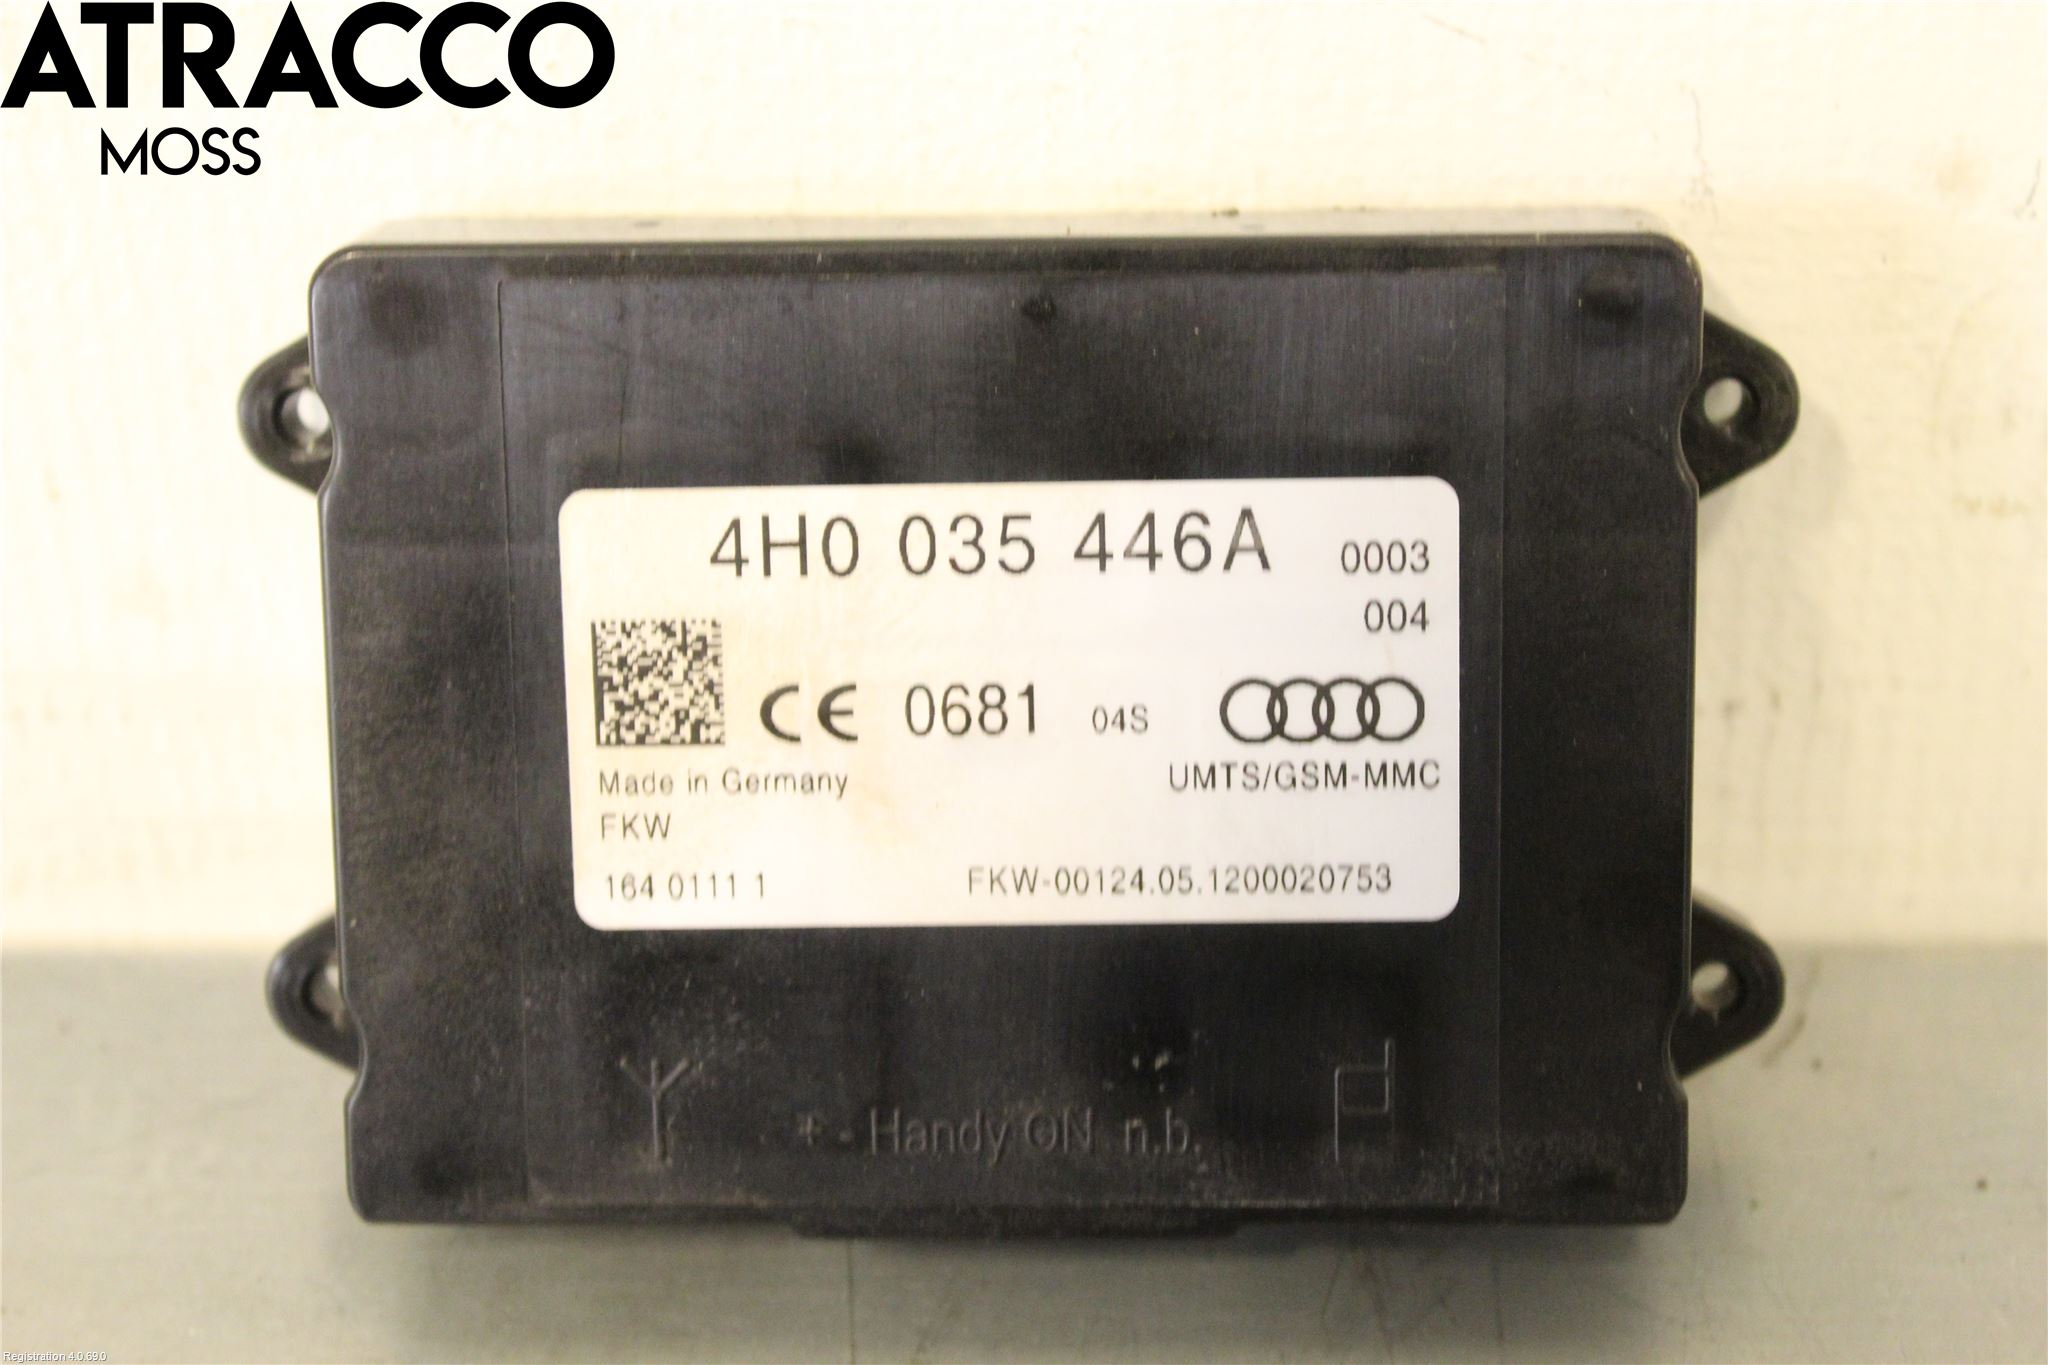 ATRACCO
MOSS
4H0 035 446A 0003
004
CE 0681 04S
Made in Germany UMTS/GSM-MMC
FKW
164 0111 1 FKW-00124.05.1200020753
Handy ON n.b.
Registration 4.0.69.0